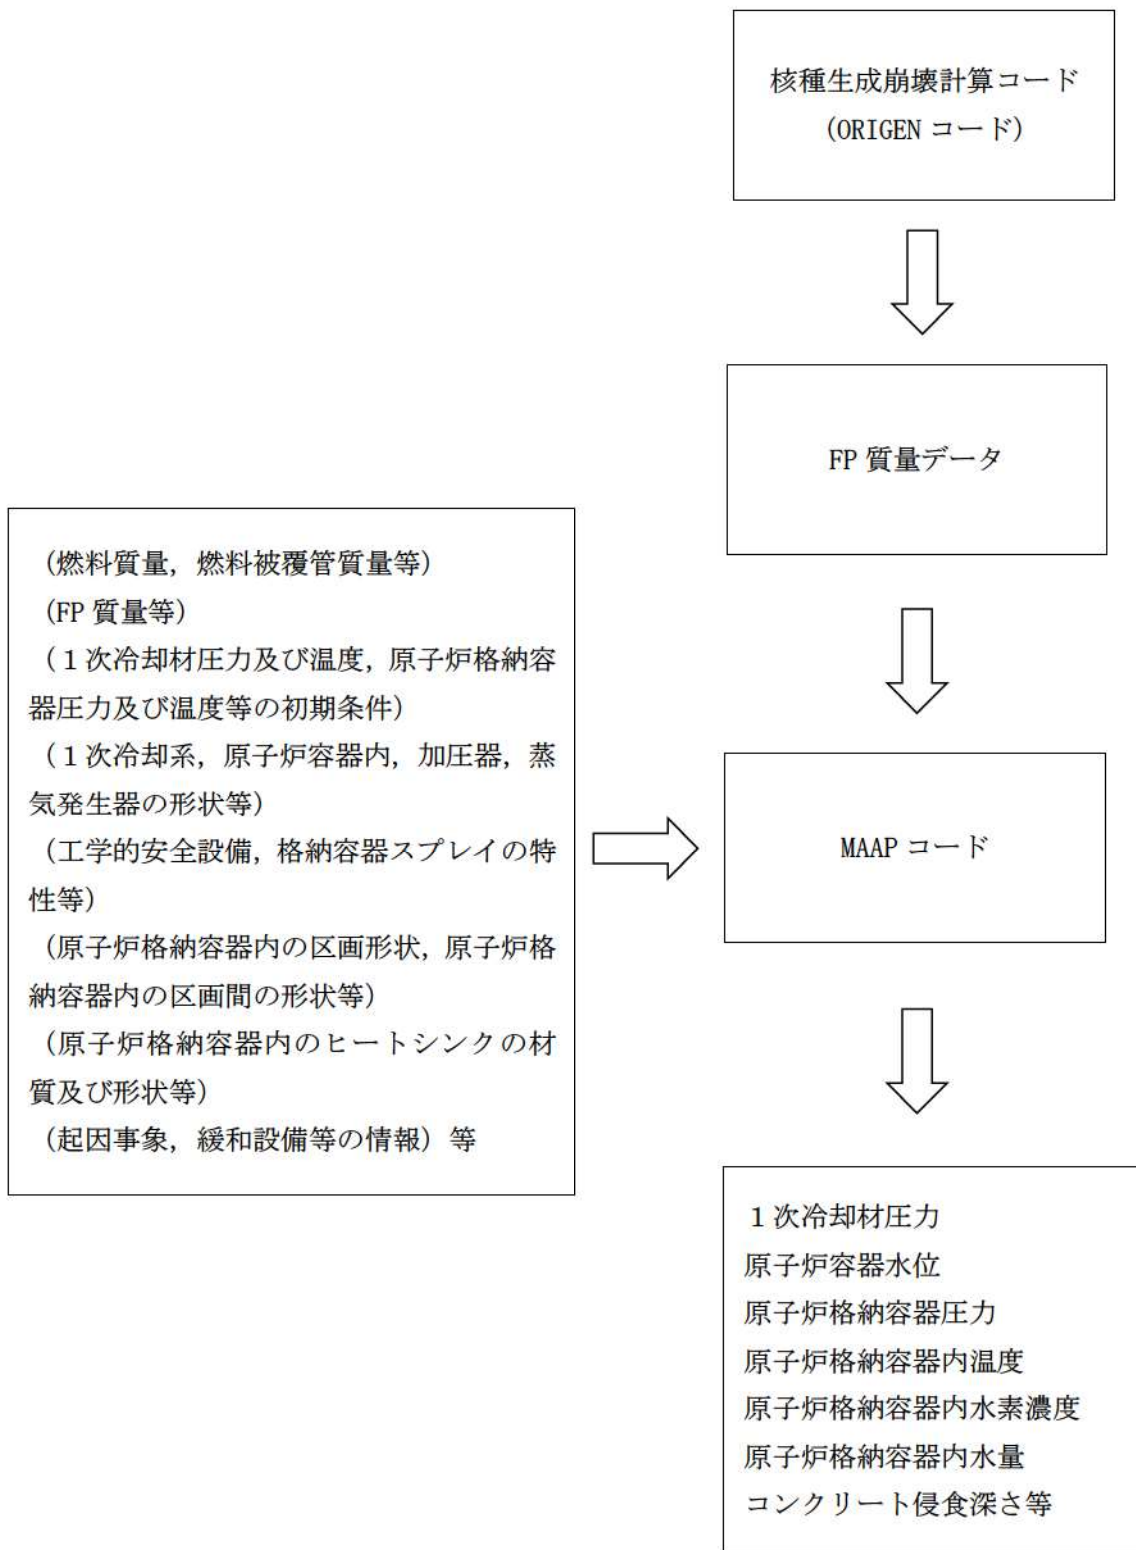 核種生成崩壊計算コード
(ORIGEN コード)
FP 質量データ
(燃料質量, 燃料被覆管質量等)
(FP 質量等)
(1次冷却材圧力及び温度, 原子炉格納容
器圧力及び温度等の初期条件)
(1次冷却系, 原子炉容器内, 加圧器, 蒸
気発生器の形状等)
(工学的安全設備, 格納容器スプレイの特
性等)
(原子炉格納容器内の区画形状, 原子炉格
納容器内の区画間の形状等)
(原子炉格納容器内のヒートシンクの材
質及び形状等)
(起因事象, 緩和設備等の情報) 等
MAAP コード
1次冷却材圧力
原子炉容器水位
原子炉格納容器圧力
原子炉格納容器内温度
原子炉格納容器内水素濃度
原子炉格納容器内水量
コンクリート侵食深さ等